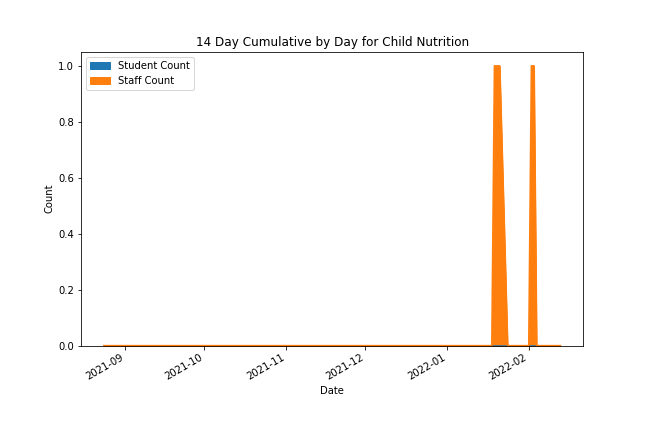 14 Day Cumulative by Day for Child Nutrition
Student Count
Staff Count
1.0
0.8
0.6
0.4
0.2
0.0
Count
2021-09
2021-10
2021-11
2021-12
2022-01
2022-02
Date